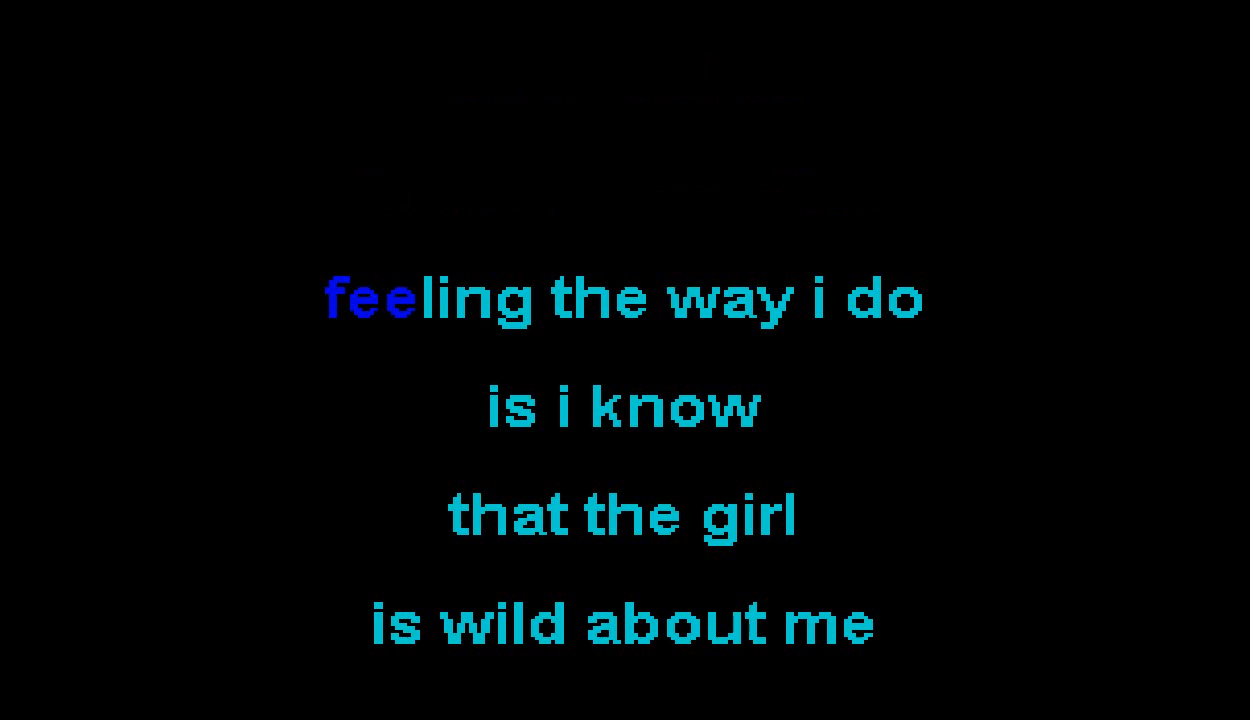 feeling the way i do
is i know
that the girl
is wild about me